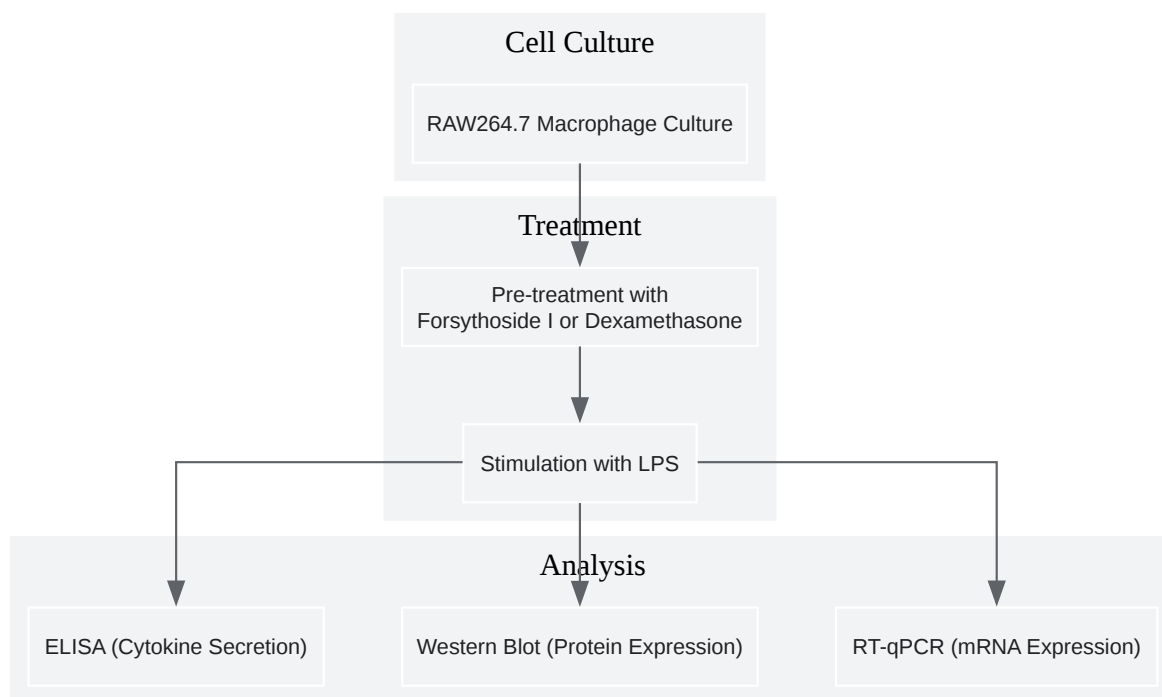 Cell Culture
RAW264.7 Macrophage Culture
Treatment
Pre-treatment with
Forsythoside I or Dexamethasone
Stimulation with LPS
Analysis
ELISA (Cytokine Secretion)
Western Blot (Protein Expression)
RT-qPCR (mRNA Expression)